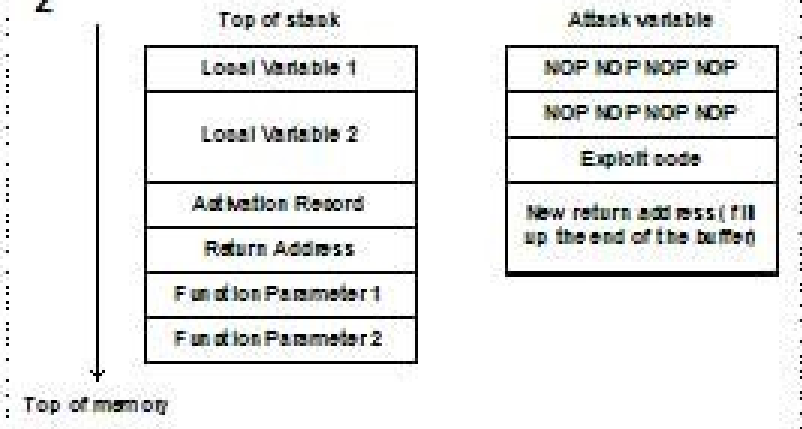 2
Top of stack
Local Variable 1
Local Variable 2
Activation Record
Return Address
Function Parameter 1
Function Parameter 2
Top of memory
Attack variable
NOP NOP NOP NOP
NOP NOP NOP NOP
Exploit code
New return address ( fill
up the end of the buffer)